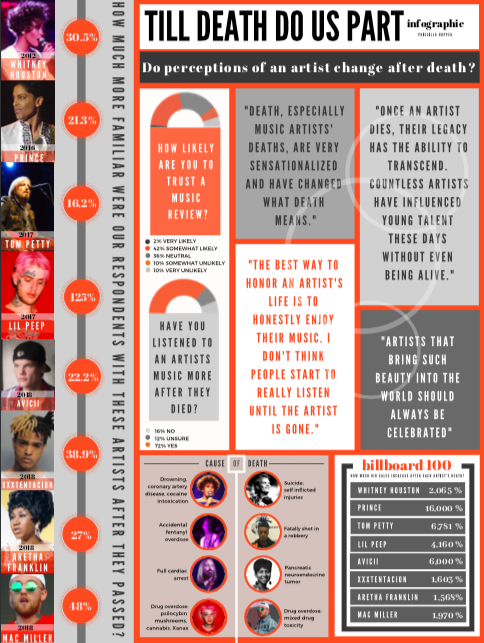 TILL DEATH DO US PART
infographic
Do perceptions of an artist change after death?
HOW MUCH MORE FAMILIAR WERE OUR RESPONDENTS WITH THESE ARTISTS AFTER THEY PASSED?
30.5%
2012
WHITNEY
HOUSTON
21.3%
2016
PRINCE
16.2%
2017
TOM PETTY
125%
2017
LIL PEEP
22.2%
2018
AVICII
38.9%
2018
XXXTENTACION
27%
2018
ARETHA
FRANKLIN
48%
2018
MAC MILLER
HOW LIKELY
ARE YOU TO
TRUST A
MUSIC
REVIEW?
2% VERY LIKELY
42% SOMEWHAT LIKELY
36% NEUTRAL
10% SOMEWHAT UNLIKELY
10% VERY UNLIKELY
HAVE YOU
LISTENED TO
AN ARTISTS
MUSIC MORE
AFTER THEY
DIED?
16% NO
12% UNSURE
72% YES
"DEATH, ESPECIALLY
MUSIC ARTISTS'
DEATHS, ARE VERY
SENSATIONALIZED
AND HAVE CHANGED
WHAT DEATH
MEANS."
"THE BEST WAY TO
HONOR AN ARTIST'S
LIFE IS TO
HONESTLY ENJOY
THEIR MUSIC. I
DON'T THINK
PEOPLE START TO
REALLY LISTEN
UNTIL THE ARTIST
IS GONE."
"ONCE AN ARTIST
DIES, THEIR LEGACY
HAS THE ABILITY TO
TRANSCEND.
COUNTLESS ARTISTS
HAVE INFLUENCED
YOUNG TALENT
THESE DAYS
WITHOUT EVEN
BEING ALIVE."
"ARTISTS THAT
BRING SUCH
BEAUTY INTO THE
WORLD SHOULD
ALWAYS BE
CELEBRATED"
CAUSE OF DEATH
Drowning,
coronary artery
disease, cocaine
intoxication
Suicide;
self inflicted
injuries
Accidental
fentanyl
overdose
Fatally shot in
a robbery
Full cardiac
arrest
Pancreatic
neuroendocrine
tumor
Drug overdose:
psilocybin
mushrooms,
cannabis, Xanax
Drug overdose:
mixed drug
toxicity
billboard 100
HOW MUCH DID SALES INCREASE AFTER EACH ARTIST'S DEATH?
WHITNEY HOUSTON 2,065 %
PRINCE 16,000 %
TOM PETTY 6,781 %
LIL PEEP 4,160 %
AVICII 6,000 %
XXXTENTACION 1,603 %
ARETHA FRANKLIN 1,568%
MAC MILLER 1,970 %